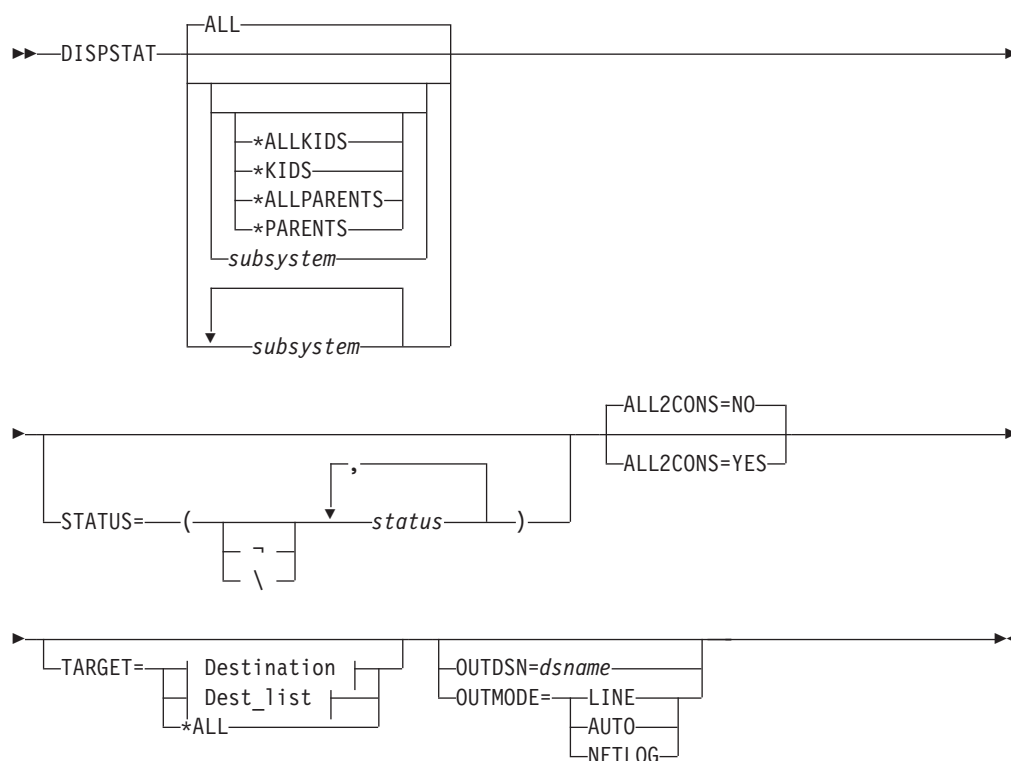 ALL
DISPSTAT
*ALLKIDS
*KIDS
*ALLPARENTS
*PARENTS
subsystem
subsystem
ALL2CONS=NO
ALL2CONS=YES
,
STATUS= ( status )
¬
\
TARGET= Destination
Dest_list
*ALL
OUTDSN=dsname
OUTMODE= LINE
AUTO
NETLOG